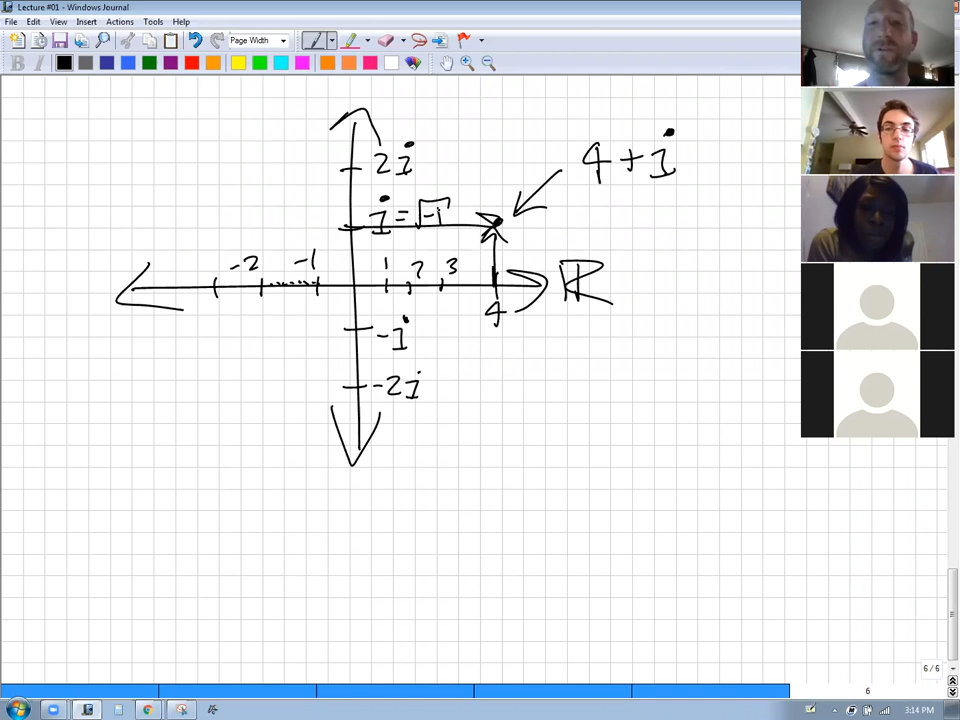 Lecture #01 - Windows Journal
File Edit View Insert Actions Tools Help
Page Width
B I
2i
4+i
i=√-1
-2 -1 1 2 3 ℝ
4
-i
-2i
6/6
6
3:14 PM